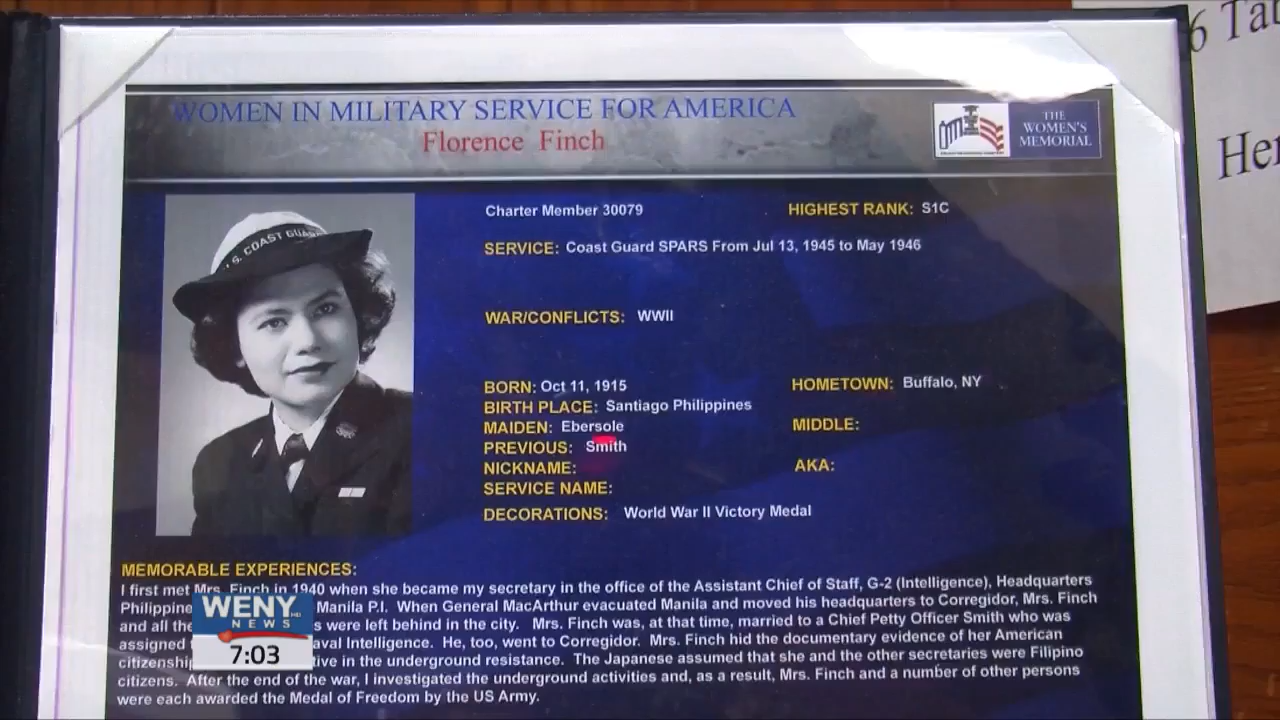 WOMEN IN MILITARY SERVICE FOR AMERICA
Florence Finch
THE
WOMEN'S
MEMORIAL
6
S. COAST GUARD
Charter Member 30079
HIGHEST RANK: S1C
SERVICE: Coast Guard SPARS From Jul 13, 1945 to May 1946
WAR/CONFLICTS: WWII
BORN: Oct 11, 1915
HOMETOWN: Buffalo, NY
BIRTH PLACE: Santiago Philippines
MAIDEN: Ebersole
MIDDLE:
PREVIOUS: Smith
NICKNAME:
AKA:
SERVICE NAME:
DECORATIONS: World War II Victory Medal
MEMORABLE EXPERIENCES:
I first met Mrs. Finch in 1940 when she became my secretary in the office of the Assistant Chief of Staff, G-2 (Intelligence), Headquarters
Philippine Manila P.I. When General MacArthur evacuated Manila and moved his headquarters to Corregidor, Mrs. Finch
and all the were left behind in the city. Mrs. Finch was, at that time, married to a Chief Petty Officer Smith who was
assigned Intelligence. He, too, went to Corregidor. Mrs. Finch hid the documentary evidence of her American
citizenship in the underground resistance. The Japanese assumed that she and the other secretaries were Filipino
citizens. After the end of the war, I investigated the underground activities and, as a result, Mrs. Finch and a number of other persons
were each awarded the Medal of Freedom by the US Army.
WENY HD
NEWS
7:03